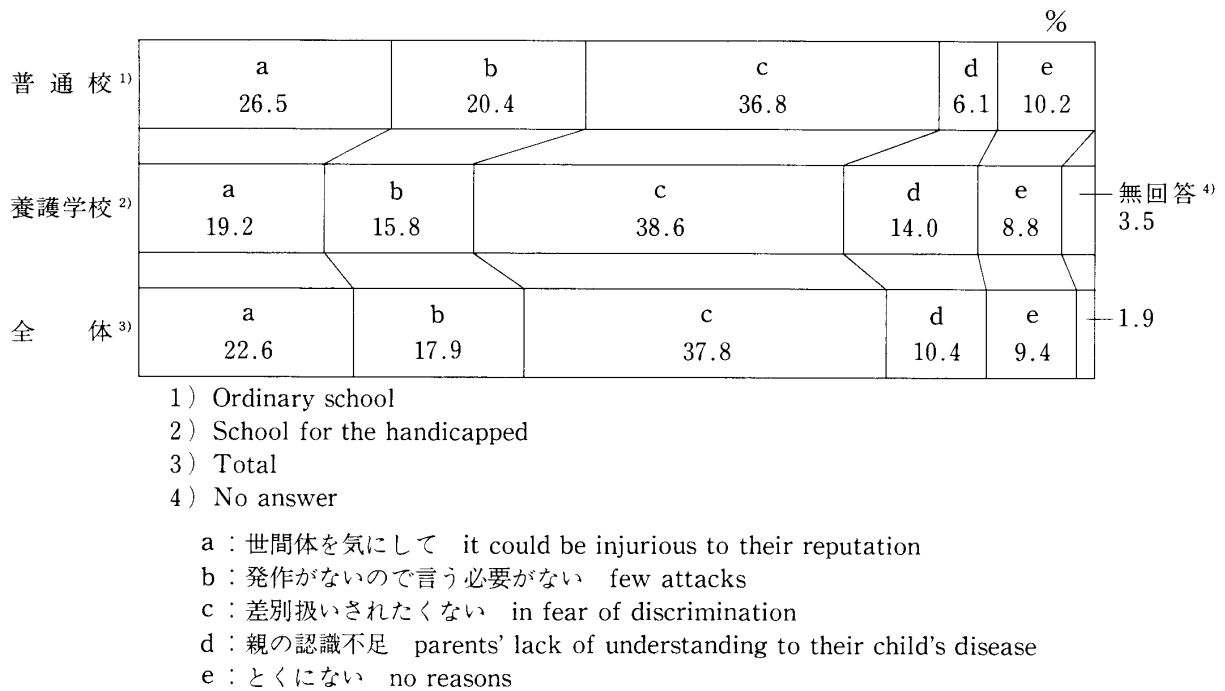 %
普通校1) a b c d e
26.5 20.4 36.8 6.1 10.2
養護学校2) a b c d e 無回答4)
19.2 15.8 38.6 14.0 8.8 3.5
全体3) a b c d e 1.9
22.6 17.9 37.8 10.4 9.4
1) Ordinary school
2) School for the handicapped
3) Total
4) No answer
a：世間体を気にして it could be injurious to their reputation
b：発作がないので言う必要がない few attacks
c：差別扱いされたくない in fear of discrimination
d：親の認識不足 parents' lack of understanding to their child's disease
e：とくにない no reasons